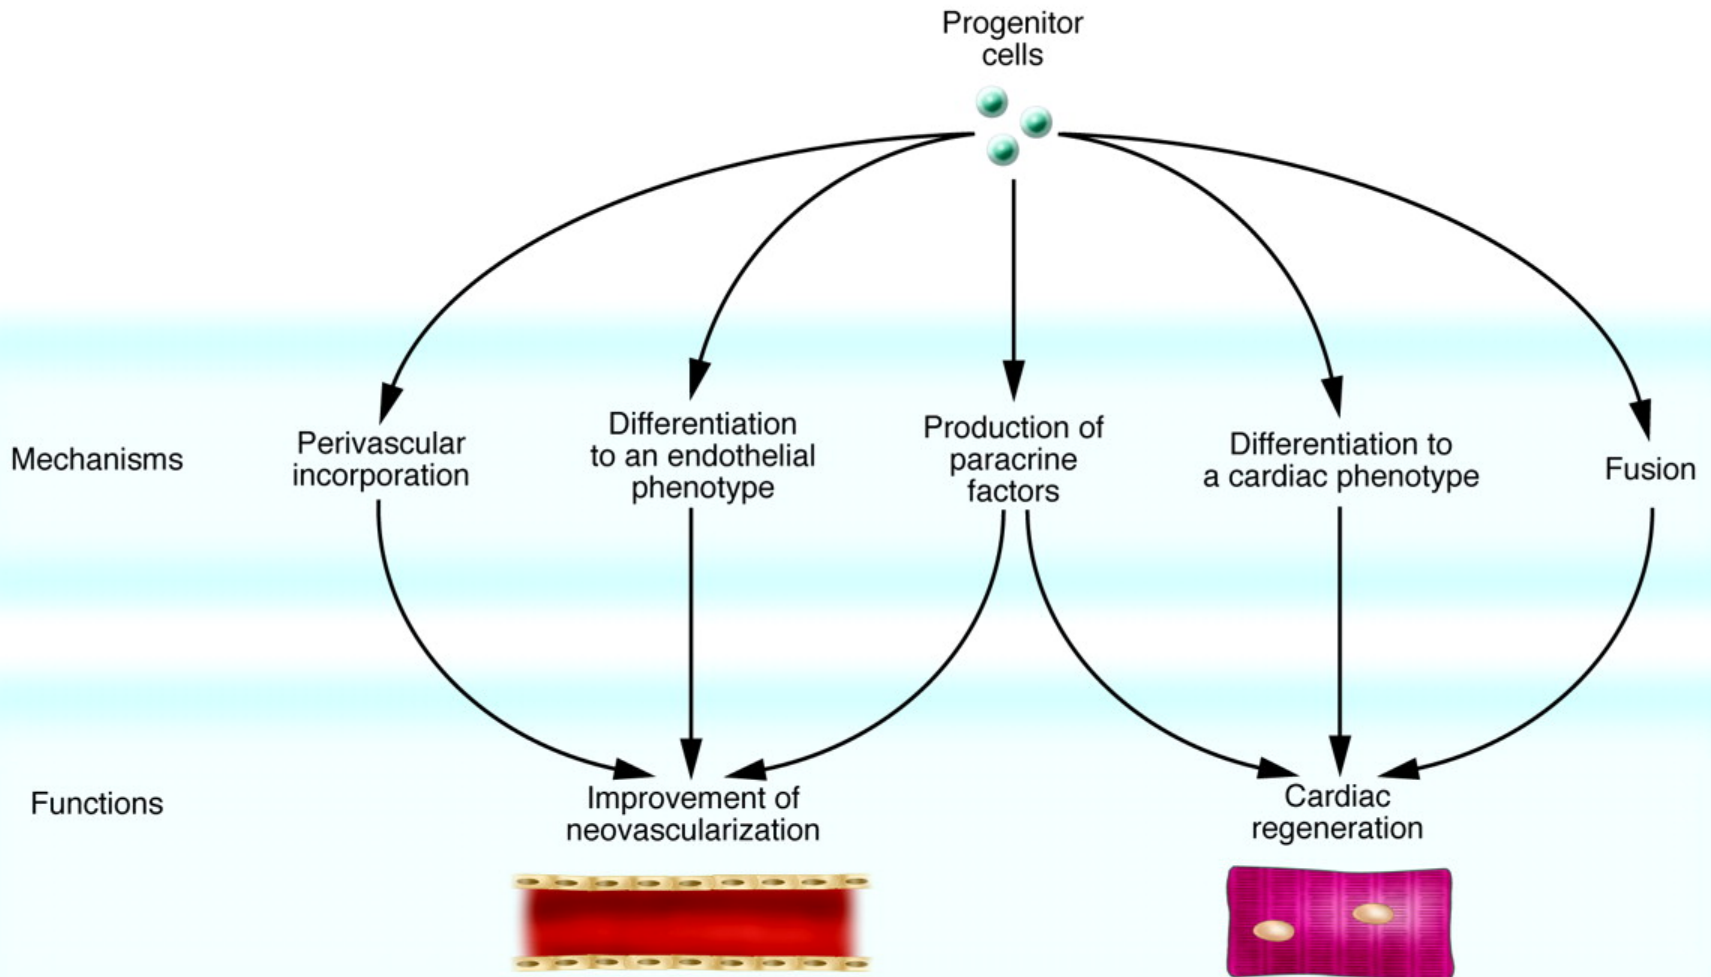 Progenitor
cells
Mechanisms
Perivascular
incorporation
Differentiation
to an endothelial
phenotype
Production of
paracrine
factors
Differentiation to
a cardiac phenotype
Fusion
Functions
Improvement of
neovascularization
Cardiac
regeneration